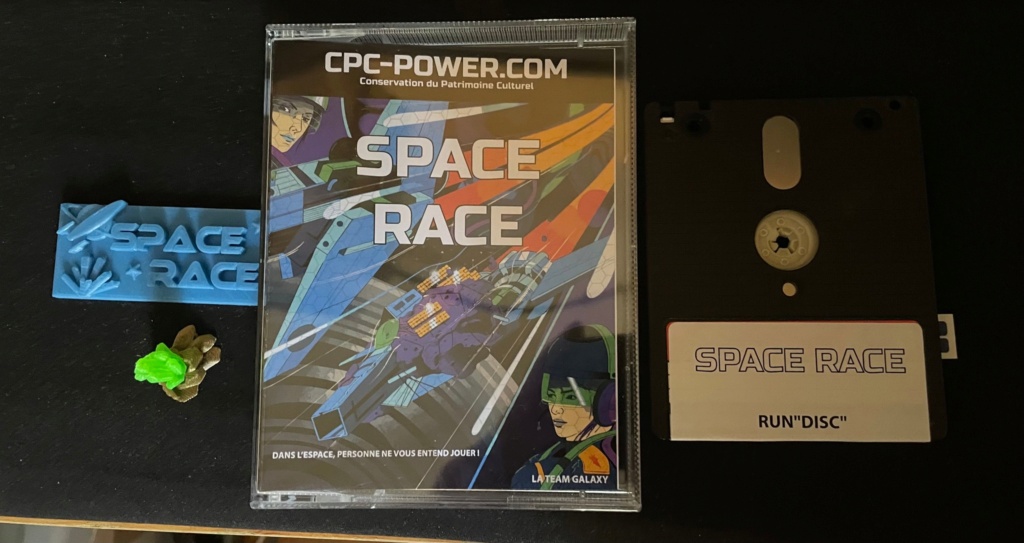 SPACE
RACE
CPC-POWER.COM
Conservation du Patrimoine Culturel
SPACE
RACE
DANS L'ESPACE, PERSONNE NE VOUS ENTEND JOUER !
LA TEAM GALAXY
SPACE RACE
RUN"DISC"